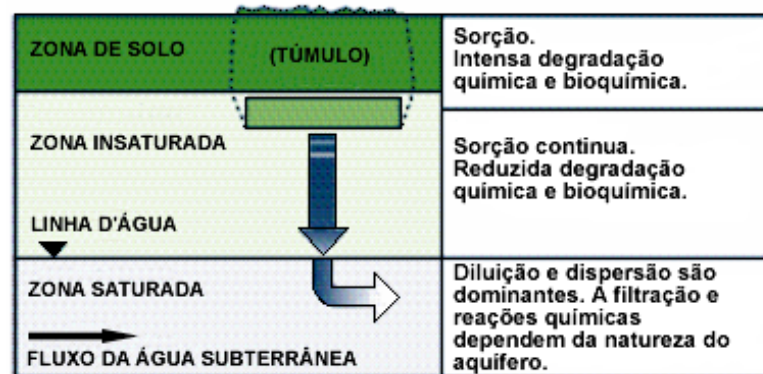 ZONA DE SOLO
(TÚMULO)
Sorção.
Intensa degradação
química e bioquímica.
ZONA INSATURADA
Sorção continua.
Reduzida degradação
química e bioquímica.
LINHA D'ÁGUA
ZONA SATURADA
FLUXO DA ÁGUA SUBTERRÂNEA
Diluição e dispersão são
dominantes. A filtração e
reações químicas
dependem da natureza do
aquífero.